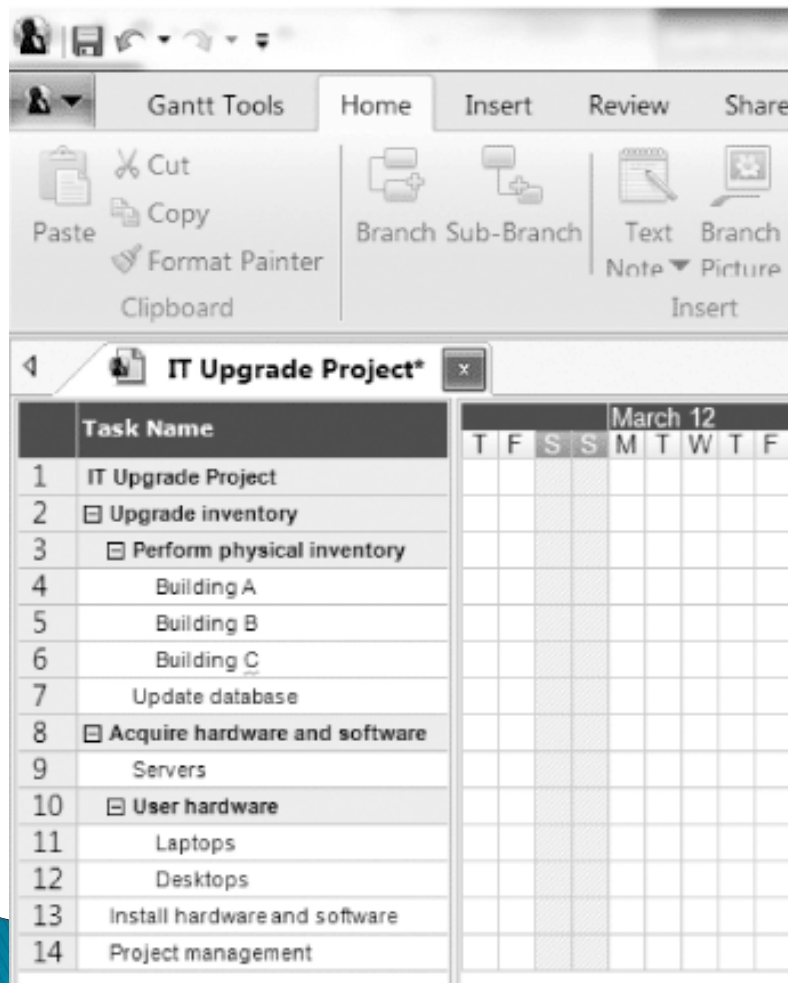 Gantt Tools Home Insert Review Share
Cut
Copy
Paste
Format Painter
Clipboard
Branch Sub-Branch
Text Branch
Note Picture
Insert
IT Upgrade Project*
x
Task Name
March 12
T F S S M T W T F
1 IT Upgrade Project
2 Upgrade inventory
3 Perform physical inventory
4 Building A
5 Building B
6 Building C
7 Update database
8 Acquire hardware and software
9 Servers
10 User hardware
11 Laptops
12 Desktops
13 Install hardware and software
14 Project management